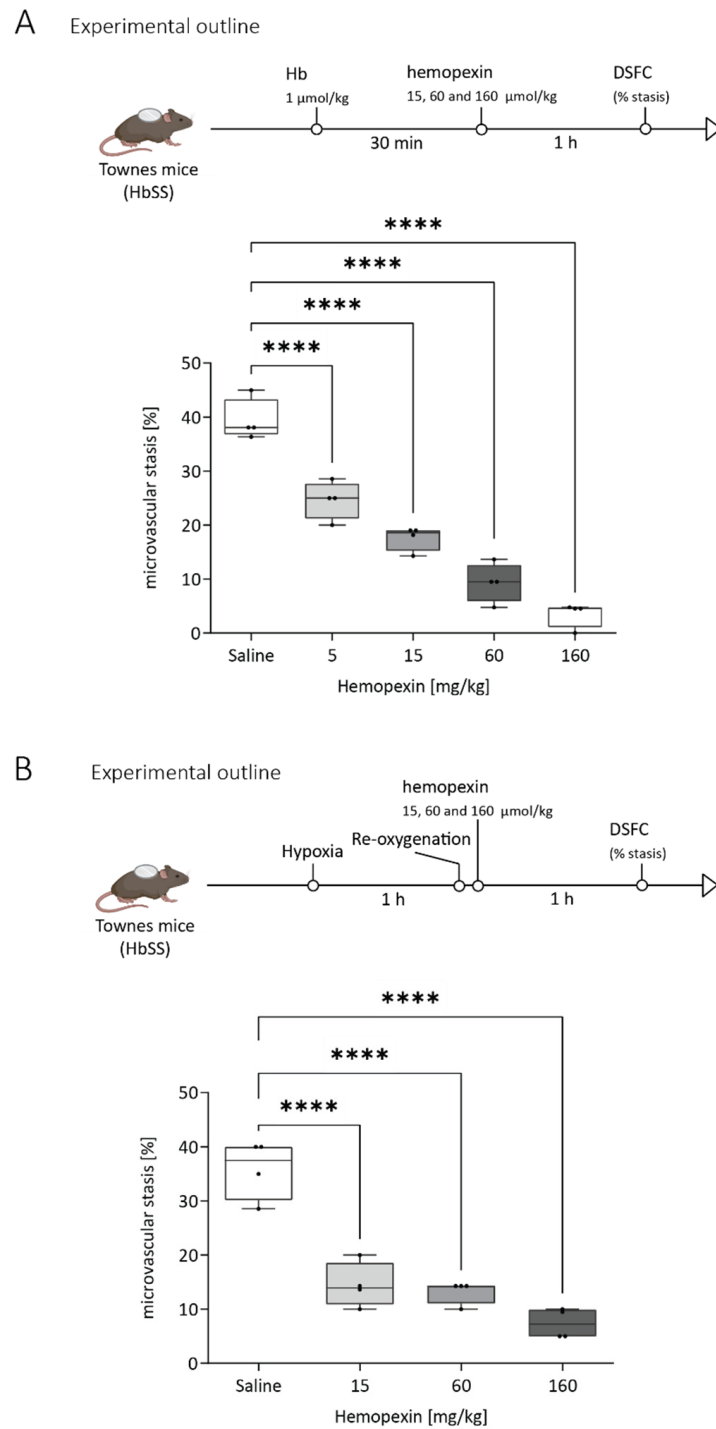 A
Experimental outline
Hb
1 µmol/kg
hemopexin
15, 60 and 160 µmol/kg
DSFC
(% stasis)
30 min
1 h
Townes mice
(HbSS)
****
****
****
****
microvascular stasis [%]
50
40
30
20
10
0
Saline 5 15 60 160
Hemopexin [mg/kg]
B
Experimental outline
hemopexin
15, 60 and 160 µmol/kg
Re-oxygenation
Hypoxia
DSFC
(% stasis)
1 h
1 h
Townes mice
(HbSS)
****
****
****
microvascular stasis [%]
50
40
30
20
10
0
Saline 15 60 160
Hemopexin [mg/kg]